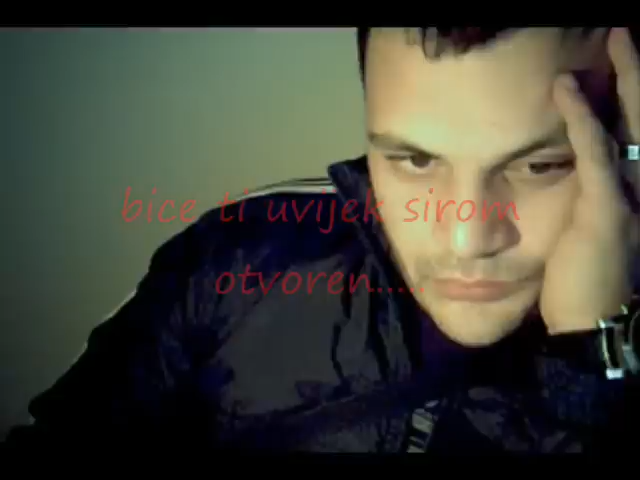 bice ti uvijek sirom
otvoren.....